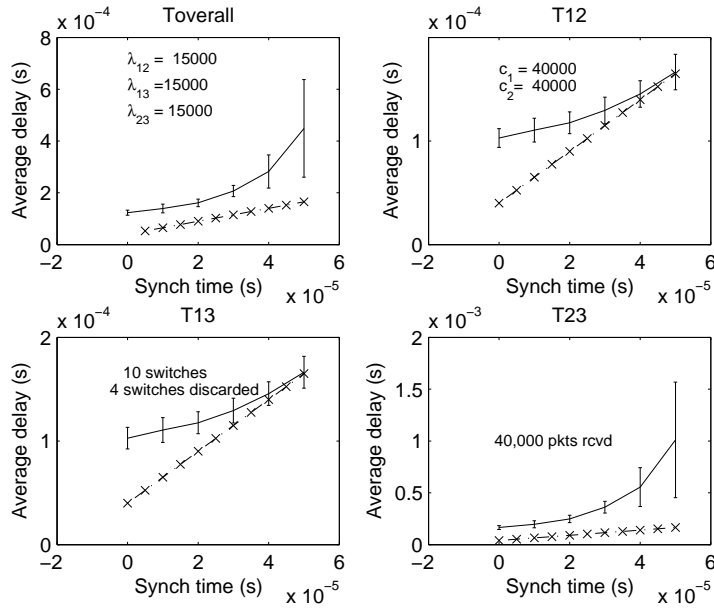 Toverall
x 10⁻⁴
8
6
4
2
0
Average delay (s)
λ12 = 15000
λ13 =15000
λ23 = 15000
−2 0 2 4 6
Synch time (s)
x 10⁻⁵
T12
x 10⁻⁴
1
0
Average delay (s)
c1 = 40000
c2= 40000
−2 0 2 4 6
Synch time (s)
x 10⁻⁵
T13
x 10⁻⁴
2
1
0
Average delay (s)
10 switches
4 switches discarded
−2 0 2 4 6
Synch time (s)
x 10⁻⁵
T23
x 10⁻³
2
1.5
1
0.5
0
Average delay (s)
40,000 pkts rcvd
−2 0 2 4 6
Synch time (s)
x 10⁻⁵